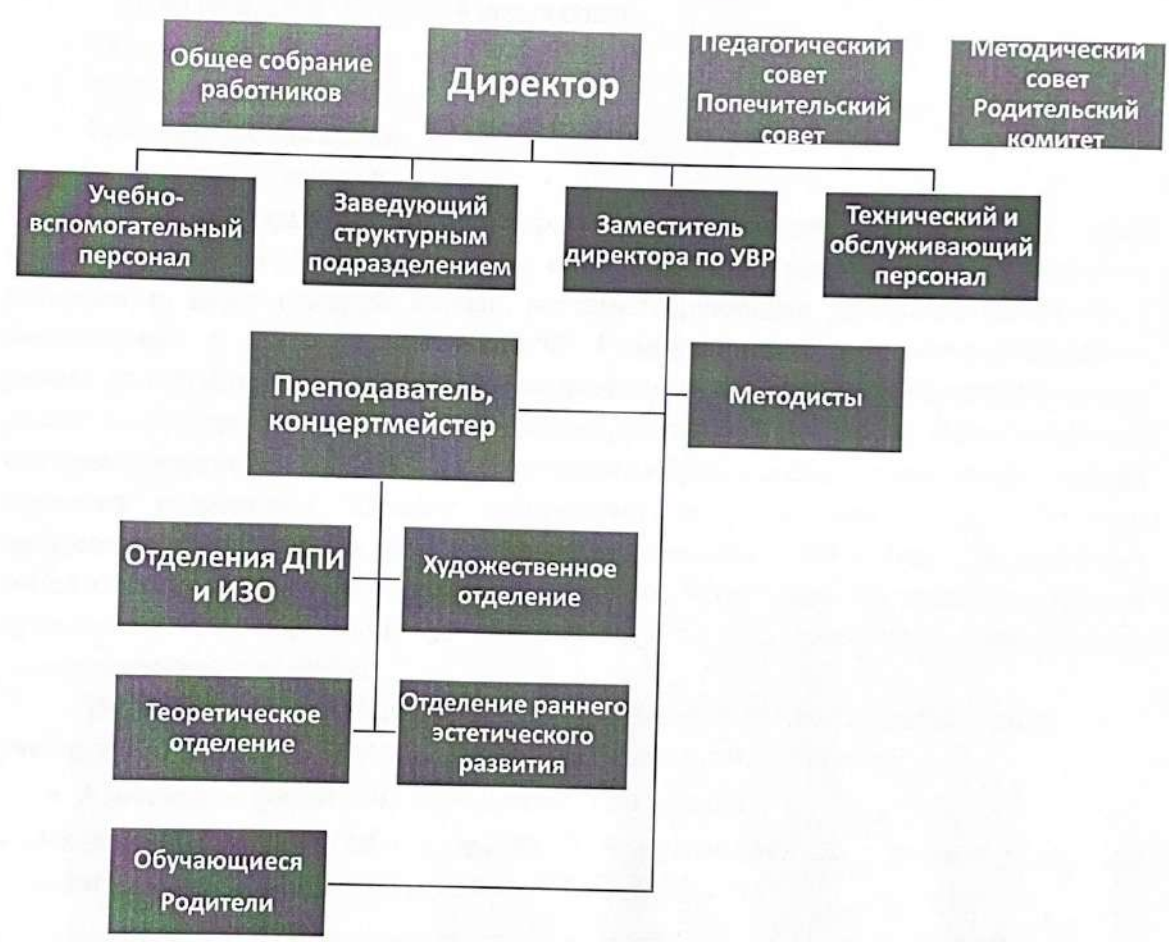 Общее собрание
работников
Директор
Педагогический
совет
Попечительский
совет
Методический
совет
Родительский
комитет
Учебно-
вспомогательный
персонал
Заведующий
структурным
подразделением
Заместитель
директора по УВР
Технический и
обслуживающий
персонал
Преподаватель,
концертмейстер
Методисты
Отделения ДПИ
и ИЗО
Художественное
отделение
Теоретическое
отделение
Отделение раннего
эстетического
развития
Обучающиеся
Родители